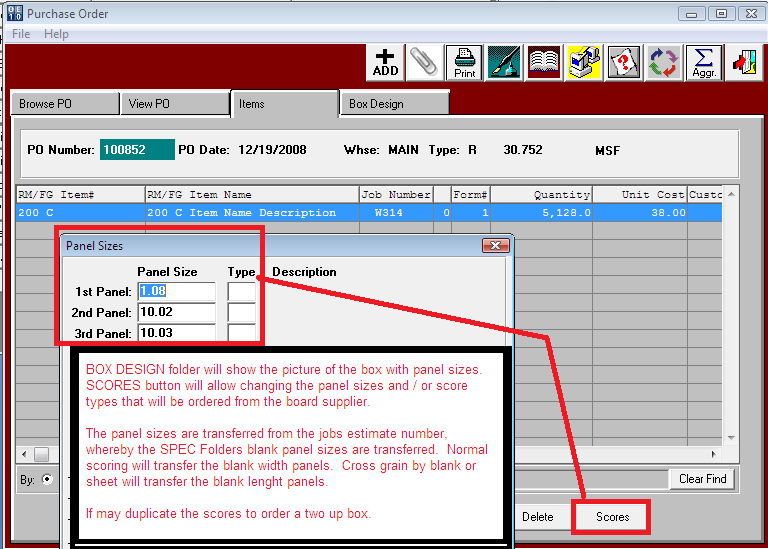 OE
10
Purchase Order
File Help
ADD Print Σ Aggr.
Browse PO View PO Items Box Design
PO Number: 100852 PO Date: 12/19/2008 Whse: MAIN Type: R 30.752 MSF
RM/FG Item# RM/FG Item Name Job Number Form# Quantity Unit Cost Custo
200 C 200 C Item Name Description W314 0 1 5,128.0 38.00
Panel Sizes
Panel Size Type Description
1st Panel: 1.08
2nd Panel: 10.02
3rd Panel: 10.03
BOX DESIGN folder will show the picture of the box with panel sizes.
SCORES button will allow changing the panel sizes and / or score
types that will be ordered from the board supplier.
The panel sizes are transferred from the jobs estimate number,
whereby the SPEC Folders blank panel sizes are transferred. Normal
scoring will transfer the blank width panels. Cross grain by blank or
sheet will transfer the blank lenght panels.
If may duplicate the scores to order a two up box.
By: Clear Find
Delete Scores